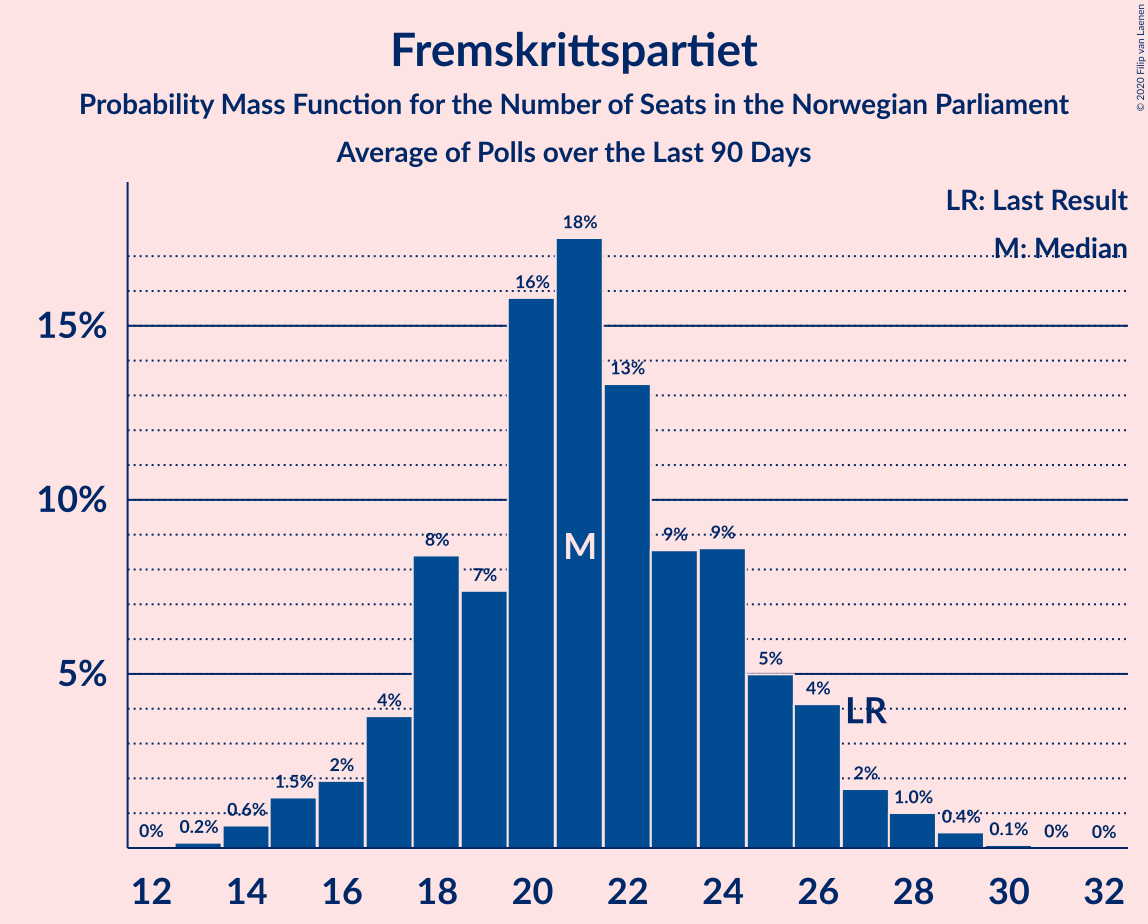 Fremskrittspartiet
Probability Mass Function for the Number of Seats in the Norwegian Parliament
Average of Polls over the Last 90 Days
© 2020 Filip van Laenen
LR: Last Result
M: Median
15%
10%
5%
0%
0.2%
0.6%
1.5%
2%
4%
8%
7%
16%
18%
13%
9%
9%
5%
4%
2%
1.0%
0.4%
0.1%
0%
0%
M
LR
12 14 16 18 20 22 24 26 28 30 32